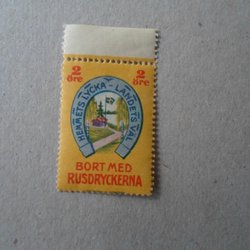 2 ÖRE 2 ÖRE
HEMMETS LYCKA - LANDETS VÄL
BORT MED
RUSDRYCKERNA